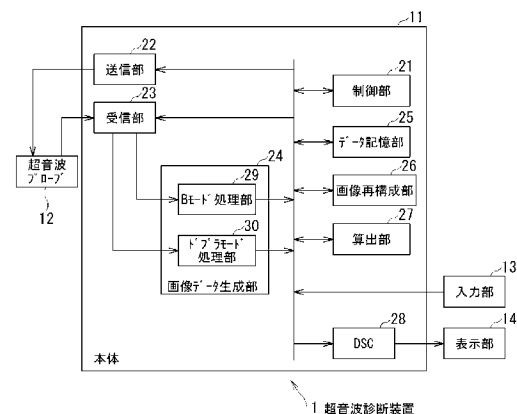 11
22
送信部
23
受信部
超音波
プローブ
12
24
29
Bモード処理部
30
ドプラモード
処理部
画像データ生成部
21
制御部
25
データ記憶部
26
画像再構成部
27
算出部
13
入力部
28
DSC
14
表示部
本体
1 超音波診断装置